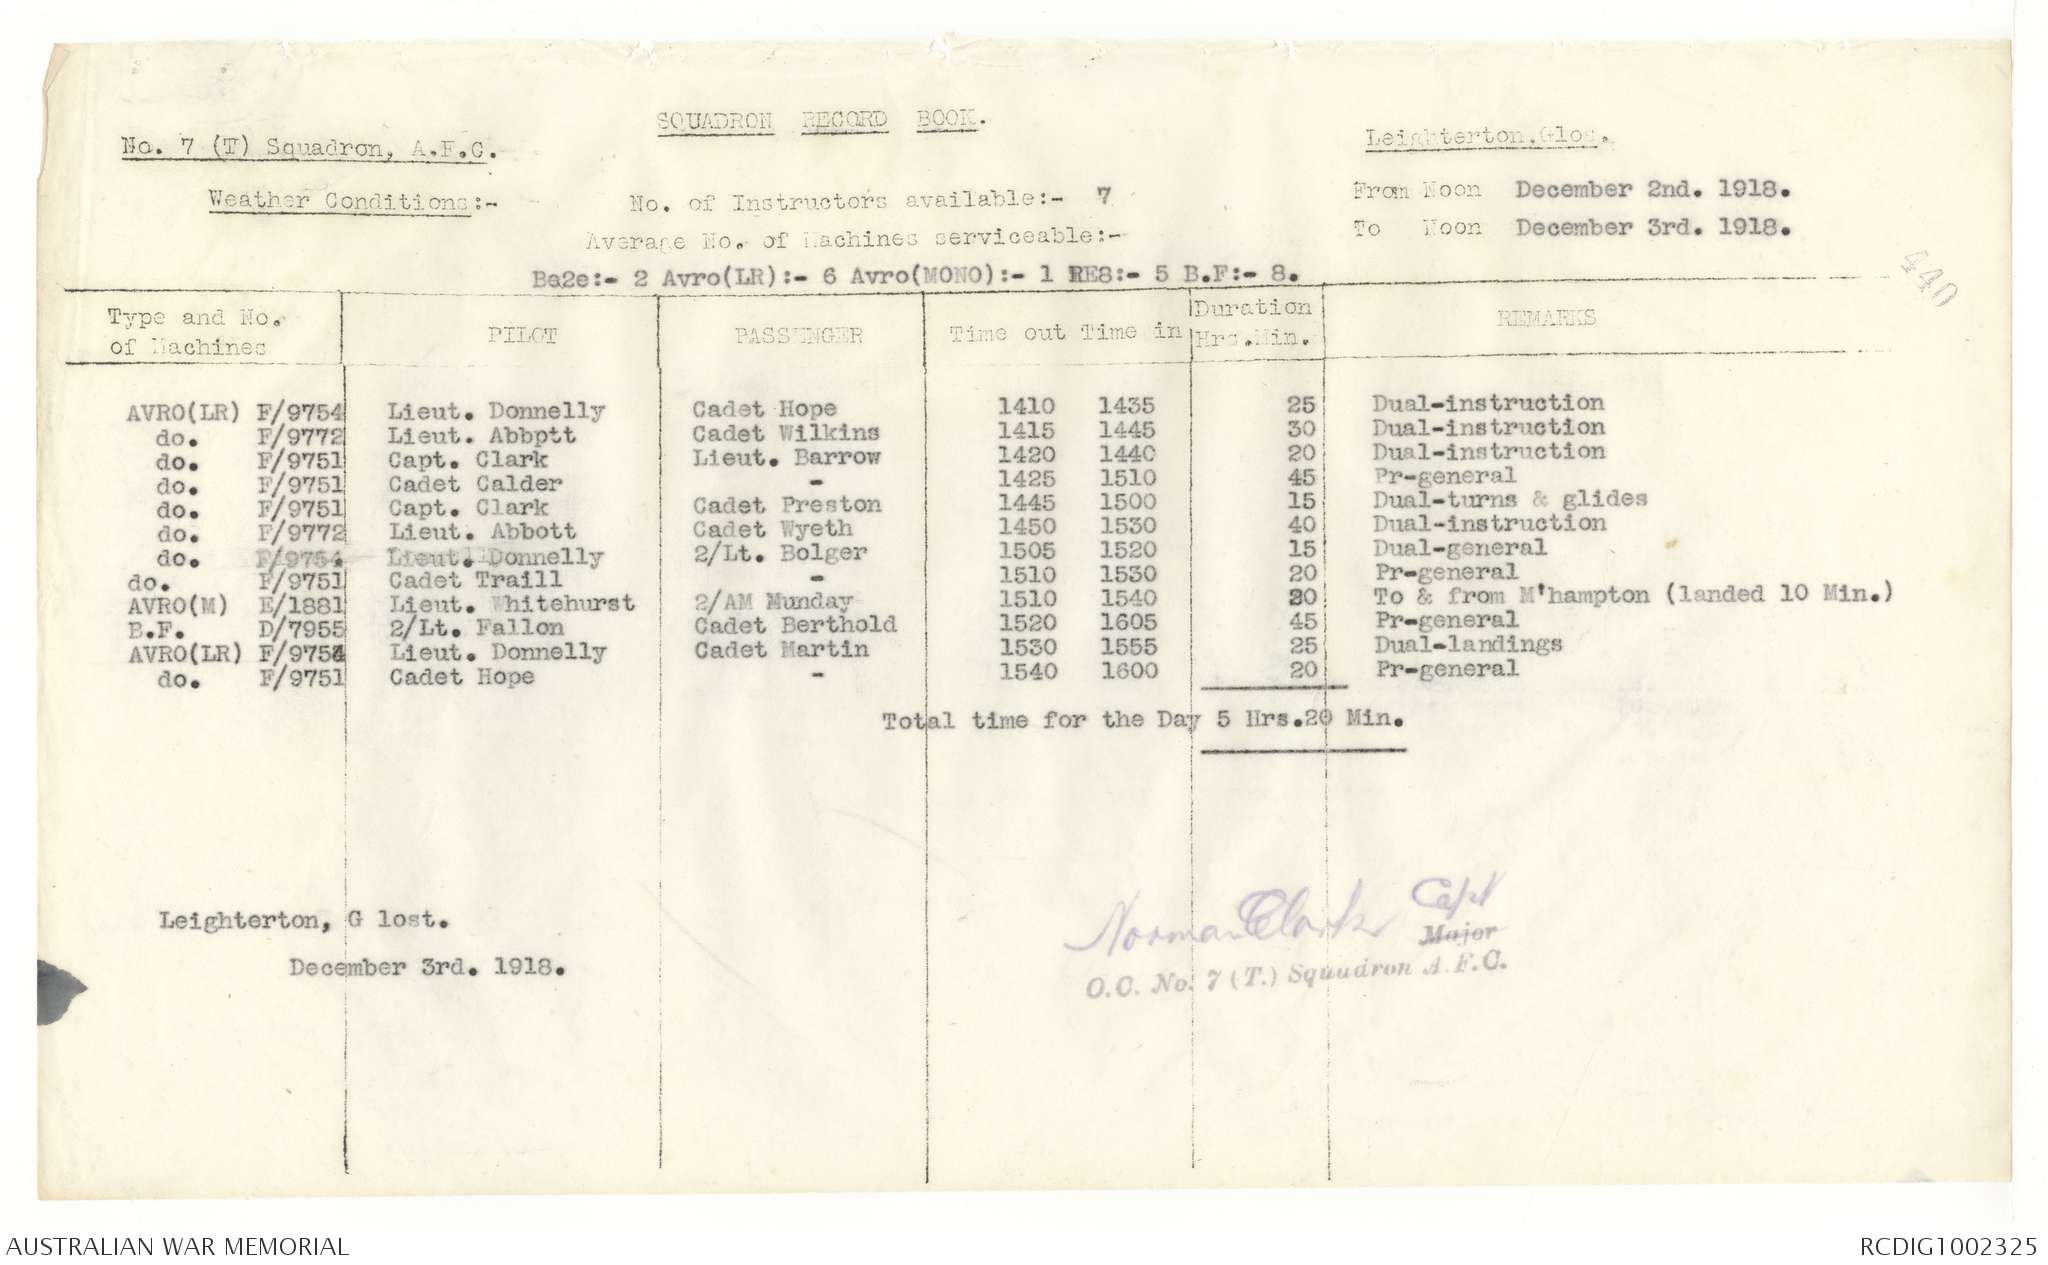 SQUADRON RECORD BOOK.
No. 7 (T) Squadron, A.F.C.
Leighterton.Glos.
Weather Conditions:-
No. of Instructors available:- 7
From Noon December 2nd. 1918.
Average No. of Machines serviceable:-
To Noon December 3rd. 1918.
440
Be2e:- 2 Avro(LR):- 6 Avro(MONO):- 1 RE8:- 5 B.F:- 8.
Type and No. of Machines PILOT PASSENGER Time out Time in Duration Hrs.Min. REMARKS
AVRO(LR) F/9754 Lieut. Donnelly Cadet Hope 1410 1435 25 Dual-instruction
do. F/9772 Lieut. Abbptt Cadet Wilkins 1415 1445 30 Dual-instruction
do. F/9751 Capt. Clark Lieut. Barrow 1420 1440 20 Dual-instruction
do. F/9751 Cadet Calder - 1425 1510 45 Pr-general
do. F/9751 Capt. Clark Cadet Preston 1445 1500 15 Dual-turns & glides
do. F/9772 Lieut. Abbott Cadet Wyeth 1450 1530 40 Dual-instruction
do. F/9754. Lieut. Donnelly 2/Lt. Bolger 1505 1520 15 Dual-general
do. F/9751 Cadet Traill - 1510 1530 20 Pr-general
AVRO(M) E/1881 Lieut. Whitehurst 2/AM Munday 1510 1540 20 To & from M'hampton (landed 10 Min.)
B.F. D/7955 2/Lt. Fallon Cadet Berthold 1520 1605 45 Pr-general
AVRO(LR) F/9754 Lieut. Donnelly Cadet Martin 1530 1555 25 Dual-landings
do. F/9751 Cadet Hope - 1540 1600 20 Pr-general
Total time for the Day 5 Hrs.20 Min.
Leighterton, G lost.
December 3rd. 1918.
Norman Clark Capt
Major
O.C. No. 7 (T.) Squadron A.F.C.
AUSTRALIAN WAR MEMORIAL
RCDIG1002325